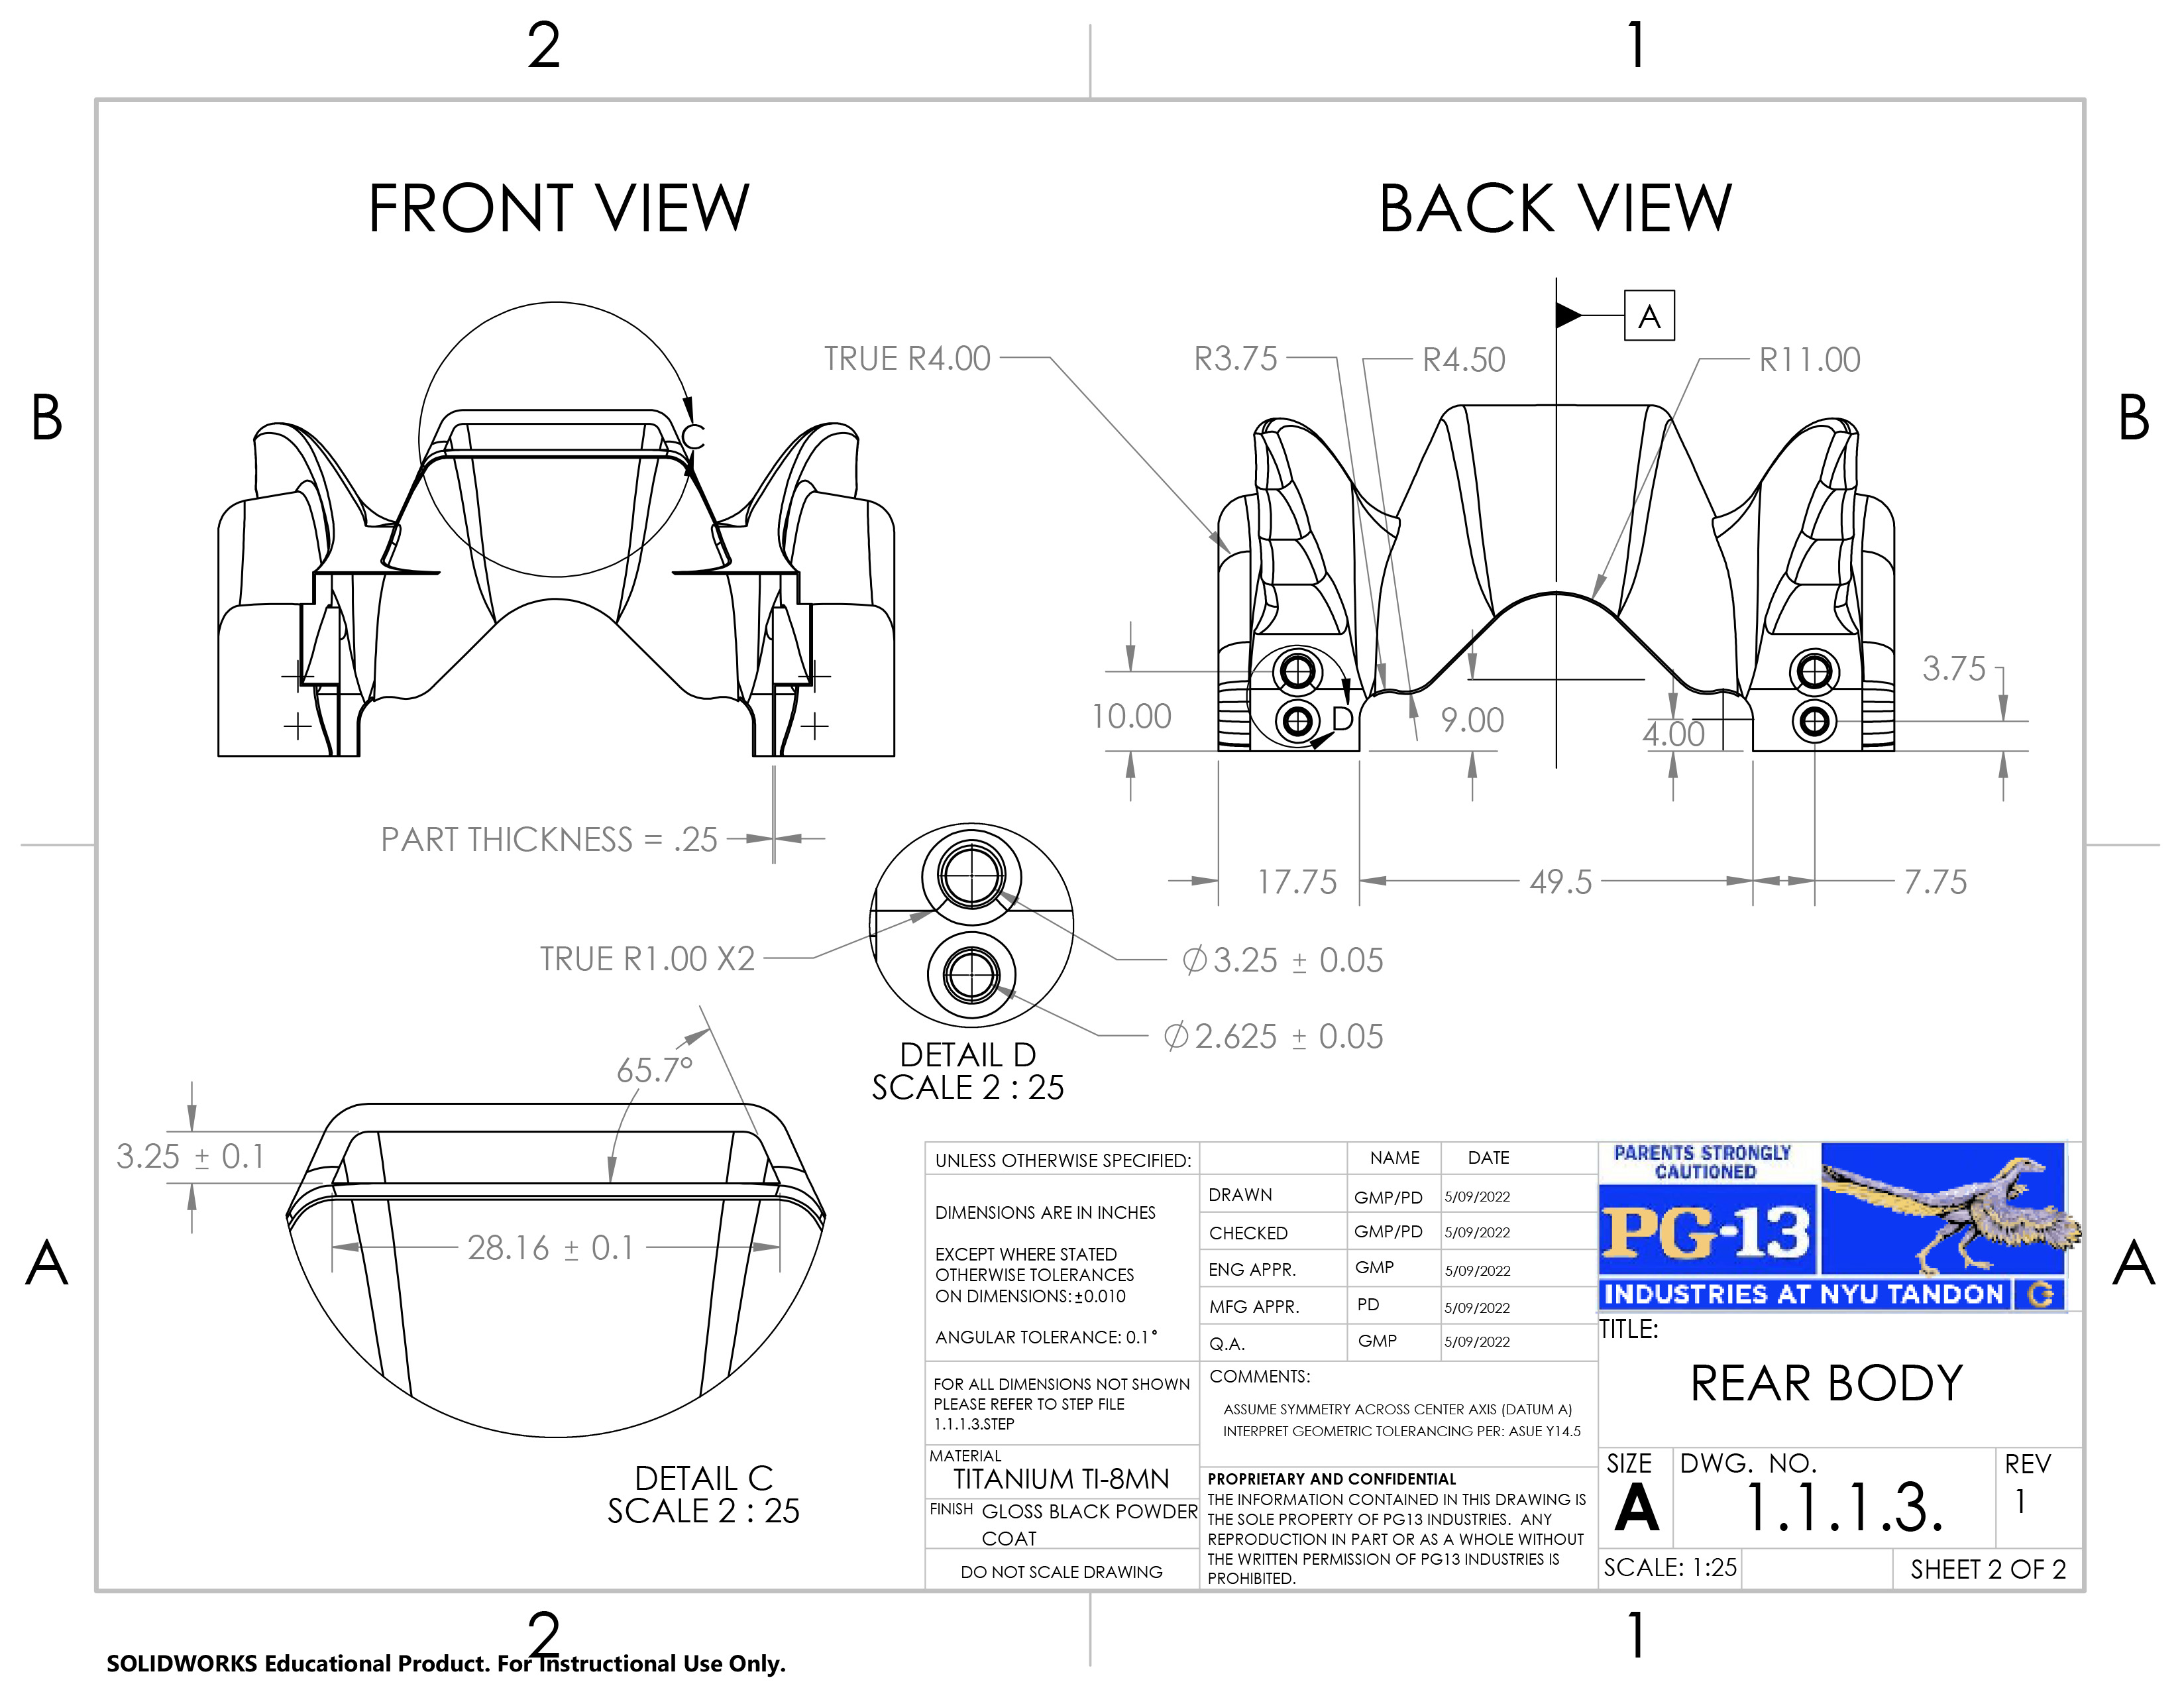 2
1
FRONT VIEW
BACK VIEW
A
TRUE R4.00
R3.75
R4.50
R11.00
B
B
C
3.75
10.00
D
9.00
4.00
PART THICKNESS = .25
17.75
49.5
7.75
TRUE R1.00 X2
∅3.25 ± 0.05
∅2.625 ± 0.05
DETAIL D
SCALE 2 : 25
65.7°
3.25 ± 0.1
28.16 ± 0.1
DETAIL C
SCALE 2 : 25
A
A
UNLESS OTHERWISE SPECIFIED:
DIMENSIONS ARE IN INCHES
EXCEPT WHERE STATED
OTHERWISE TOLERANCES
ON DIMENSIONS: ±0.010
ANGULAR TOLERANCE: 0.1°
FOR ALL DIMENSIONS NOT SHOWN
PLEASE REFER TO STEP FILE
1.1.1.3.STEP
MATERIAL
TITANIUM TI-8MN
FINISH GLOSS BLACK POWDER
COAT
DO NOT SCALE DRAWING
NAME DATE
DRAWN GMP/PD 5/09/2022
CHECKED GMP/PD 5/09/2022
ENG APPR. GMP 5/09/2022
MFG APPR. PD 5/09/2022
Q.A. GMP 5/09/2022
COMMENTS:
ASSUME SYMMETRY ACROSS CENTER AXIS (DATUM A)
INTERPRET GEOMETRIC TOLERANCING PER: ASUE Y14.5
PROPRIETARY AND CONFIDENTIAL
THE INFORMATION CONTAINED IN THIS DRAWING IS
THE SOLE PROPERTY OF PG13 INDUSTRIES. ANY
REPRODUCTION IN PART OR AS A WHOLE WITHOUT
THE WRITTEN PERMISSION OF PG13 INDUSTRIES IS
PROHIBITED.
PARENTS STRONGLY
CAUTIONED
PG-13
INDUSTRIES AT NYU TANDON
TITLE:
REAR BODY
SIZE DWG. NO. REV
A 1.1.1.3. 1
SCALE: 1:25 SHEET 2 OF 2
2
1
SOLIDWORKS Educational Product. For Instructional Use Only.